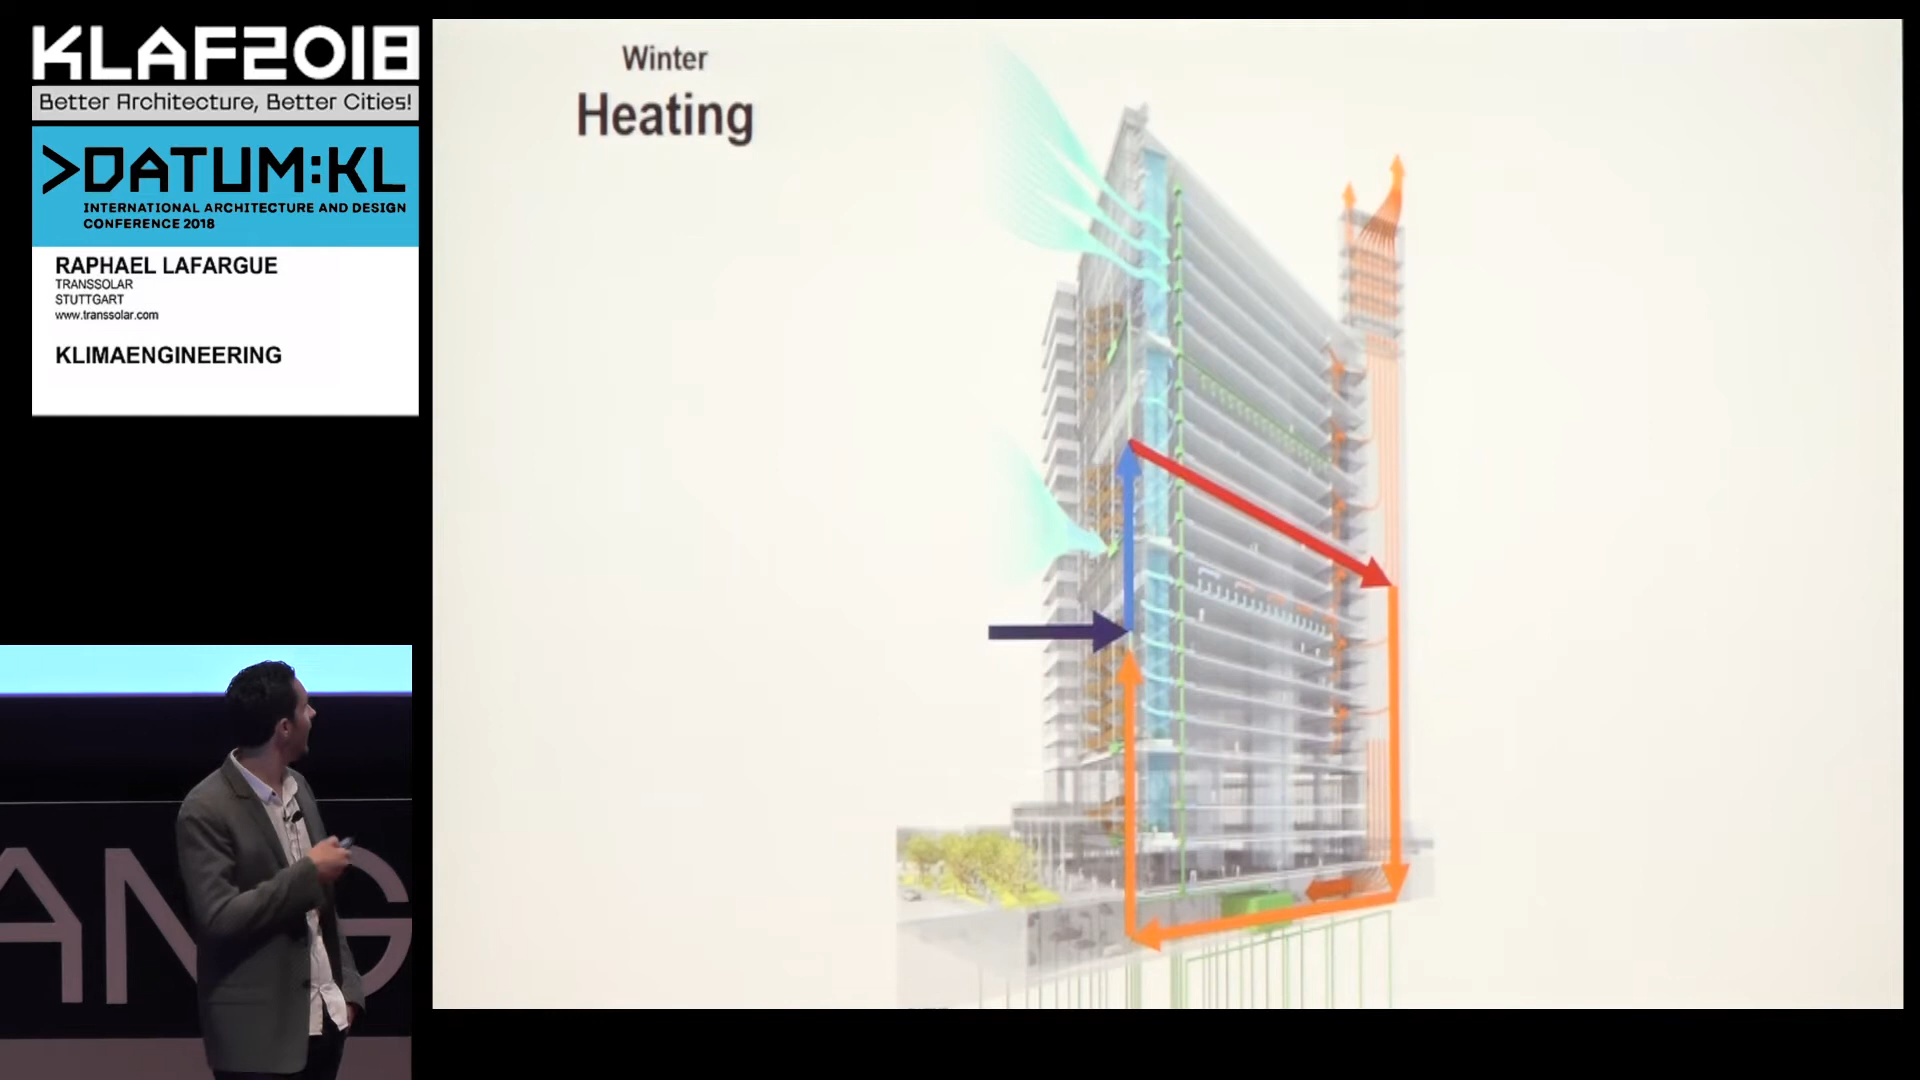 KLAF2018
Better Architecture, Better Cities!
>DATUM:KL
INTERNATIONAL ARCHITECTURE AND DESIGN
CONFERENCE 2018
RAPHAEL LAFARGUE
TRANSSOLAR
STUTTGART
www.transsolar.com
KLIMAENGINEERING
Winter
Heating